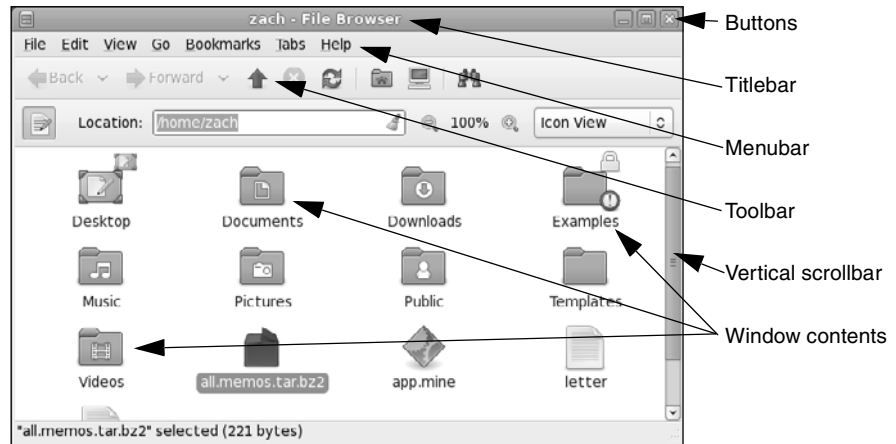 zach - File Browser
Buttons
File Edit View Go Bookmarks Tabs Help
Back Forward
Titlebar
Location: /home/zach 100% Icon View
Menubar
Desktop Documents Downloads Examples
Toolbar
Vertical scrollbar
Music Pictures Public Templates
Window contents
Videos all.memos.tar.bz2 app.mine letter
"all.memos.tar.bz2" selected (221 bytes)